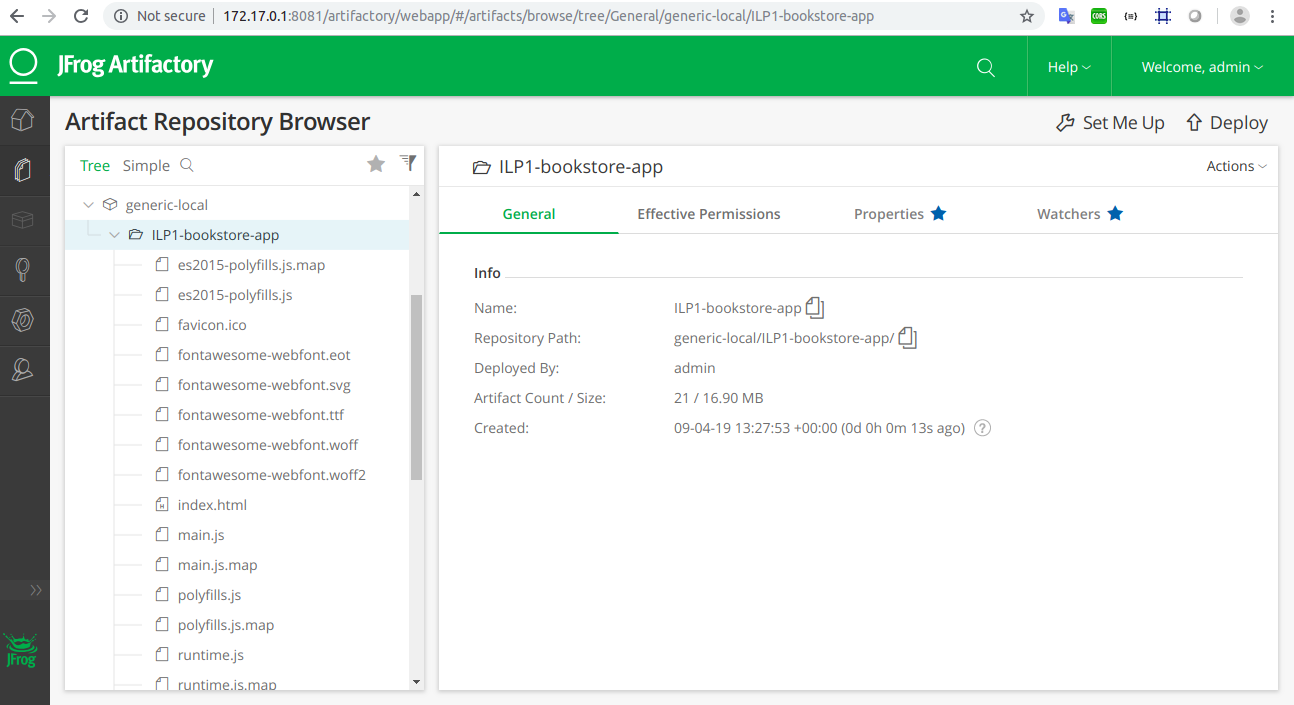 Not secure 172.17.0.1:8081/artifactory/webapp/#/artifacts/browse/tree/General/generic-local/ILP1-bookstore-app
CORS
JFrog Artifactory
Help
Welcome, admin
Artifact Repository Browser
Set Me Up
Deploy
Tree Simple
generic-local
ILP1-bookstore-app
es2015-polyfills.js.map
es2015-polyfills.js
favicon.ico
fontawesome-webfont.eot
fontawesome-webfont.svg
fontawesome-webfont.ttf
fontawesome-webfont.woff
fontawesome-webfont.woff2
index.html
main.js
main.js.map
polyfills.js
polyfills.js.map
runtime.js
runtime.js.map
ILP1-bookstore-app
Actions
General Effective Permissions Properties Watchers
Info
Name: ILP1-bookstore-app
Repository Path: generic-local/ILP1-bookstore-app/
Deployed By: admin
Artifact Count / Size: 21 / 16.90 MB
Created: 09-04-19 13:27:53 +00:00 (0d 0h 0m 13s ago) ?
JFrog